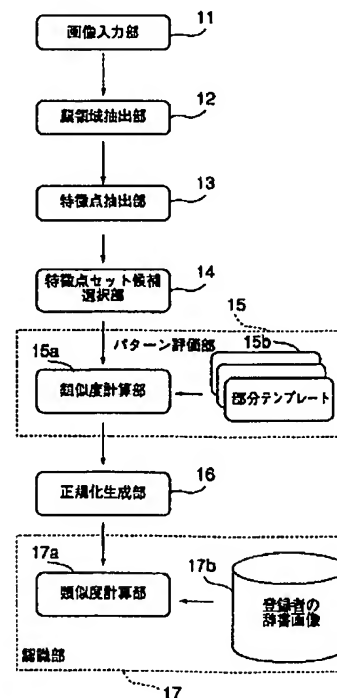 11
画像入力部
12
顔領域抽出部
13
特徴点抽出部
14
特徴点セット候補
選択部
15
パターン評価部
15a
15b
類似度計算部
部分テンプレート
16
正規化生成部
17a
17b
類似度計算部
登録者の
辞書画像
認識部
17